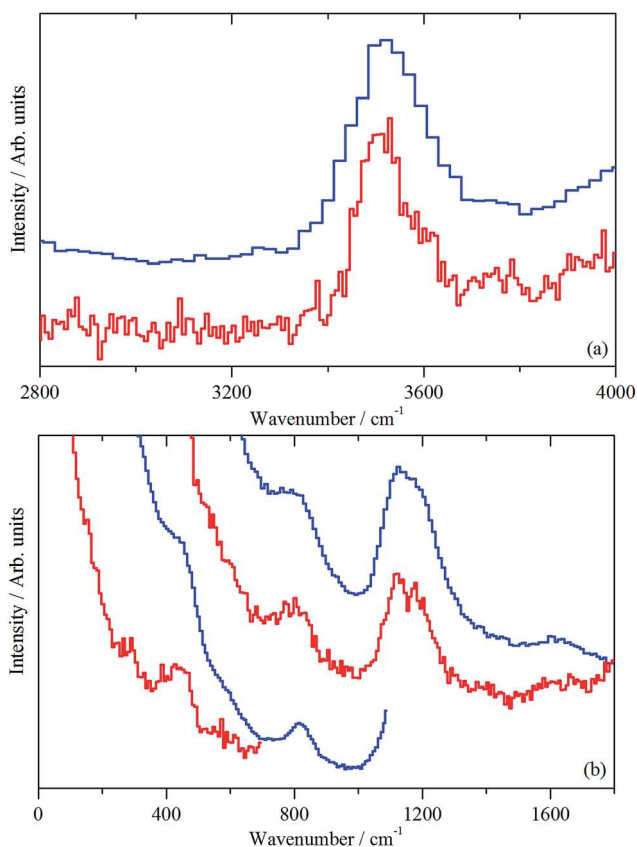 Intensity / Arb. units
(a)
2800 3200 3600 4000
Wavenumber / cm-1
Intensity / Arb. units
(b)
0 400 800 1200 1600
Wavenumber / cm-1